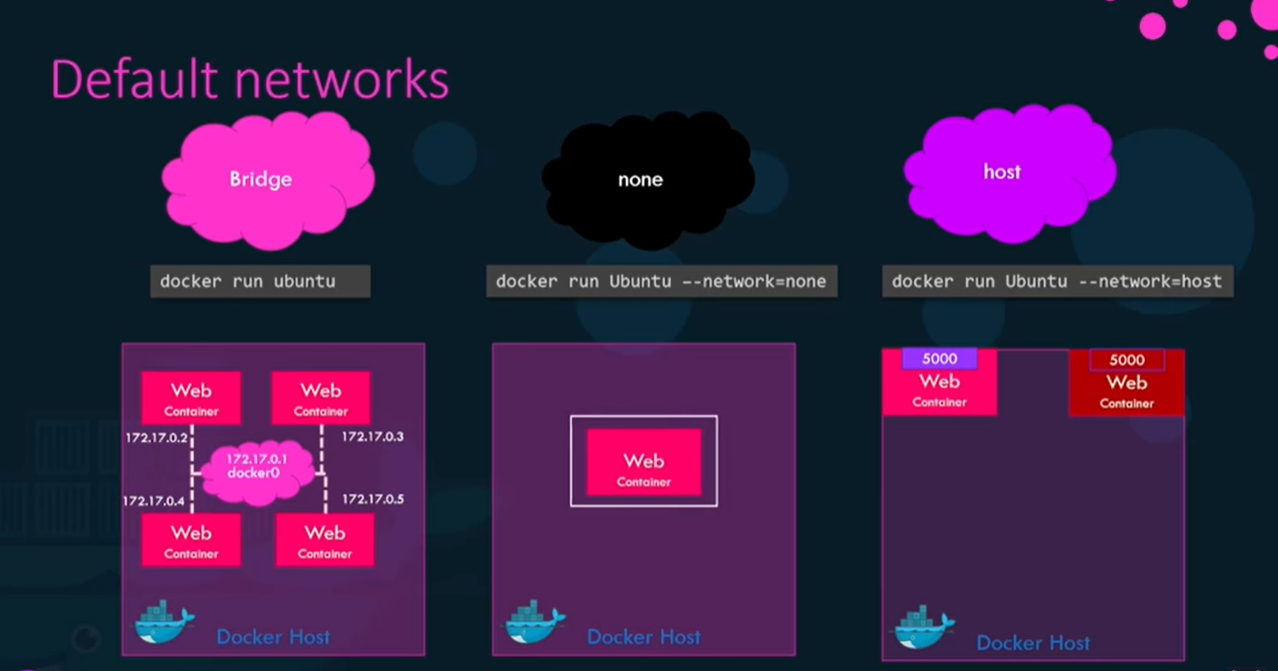 Default networks
Bridge
none
host
docker run ubuntu
docker run Ubuntu --network=none
docker run Ubuntu --network=host
Web
Container
Web
Container
172.17.0.2
172.17.0.3
172.17.0.1
docker0
172.17.0.4
172.17.0.5
Web
Container
Web
Container
Docker Host
Web
Container
Docker Host
5000
Web
Container
5000
Web
Container
Docker Host